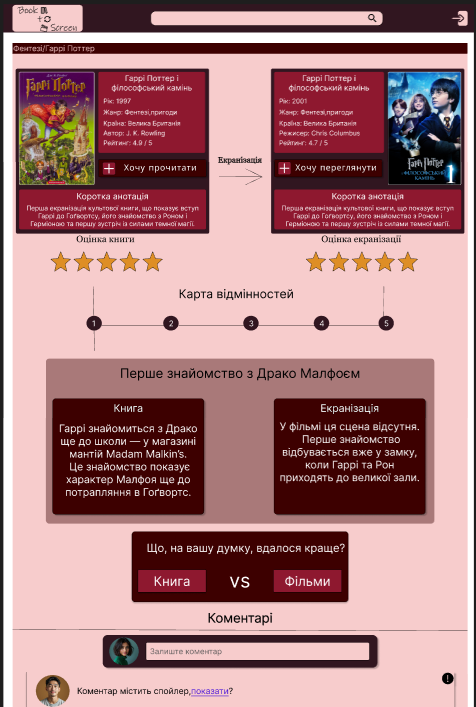 Book
to
Screen
Фентезі/Гаррі Поттер
Гаррі Поттер
Гаррі Поттер і
філософський камінь
Рік: 1997
Жанр: Фентезі,пригоди
Країна: Велика Британія
Автор: J. K. Rowling
Рейтинг: 4.9 / 5
Хочу прочитати
Коротка анотація
Перша екранізація культової книги, що показує вступ
Гаррі до Гоґвортсу, його знайомство з Роном і
Герміоною та першу зустріч із силами темної магії.
Екранізація
Гаррі Поттер і
філософський камінь
Рік: 2001
Жанр: Фентезі,пригоди
Країна: Велика Британія
Режисер: Chris Columbus
Рейтинг: 4.7 / 5
Хочу переглянути
ФІЛОСОФСЬКИЙ
КАМІНЬ
1
Коротка анотація
Перша екранізація культової книги, що показує вступ
Гаррі до Гоґвортсу, його знайомство з Роном і
Герміоною та першу зустріч із силами темної магії.
Оцінка книги
Оцінка екранізації
Карта відмінностей
1
2
3
4
5
Перше знайомство з Драко Малфоєм
Книга
Гаррі знайомиться з Драко
ще до школи — у магазині
мантій Madam Malkin’s.
Це знайомство показує
характер Малфоя ще до
потрапляння в Гоґвортс.
Екранізація
У фільмі ця сцена відсутня.
Перше знайомство
відбувається вже у замку,
коли Гаррі та Рон
приходять до великої зали.
Що, на вашу думку, вдалося краще?
Книга
VS
Фільми
Коментарі
Залиште коментар
!
Коментар містить спойлер,показати?